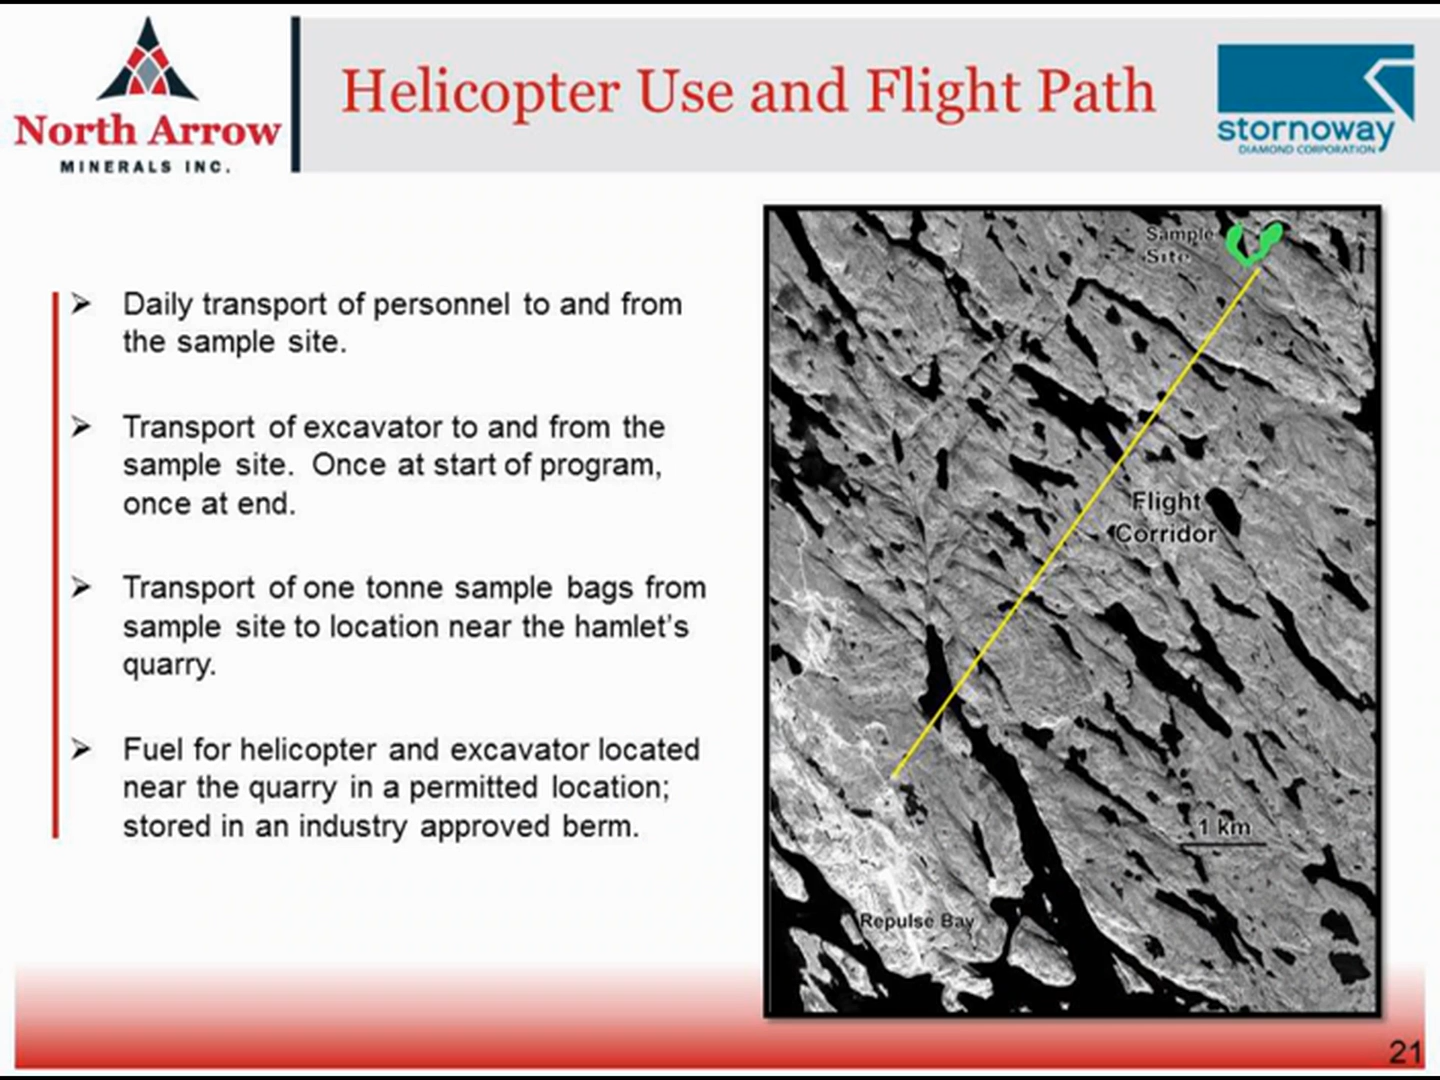 Helicopter Use and Flight Path
North Arrow
MINERALS INC.
stornoway
DIAMOND CORPORATION
➢ Daily transport of personnel to and from
the sample site.
➢ Transport of excavator to and from the
sample site. Once at start of program,
once at end.
➢ Transport of one tonne sample bags from
sample site to location near the hamlet's
quarry.
➢ Fuel for helicopter and excavator located
near the quarry in a permitted location;
stored in an industry approved berm.
Sample
Site
Flight
Corridor
1 km
Repulse Bay
21